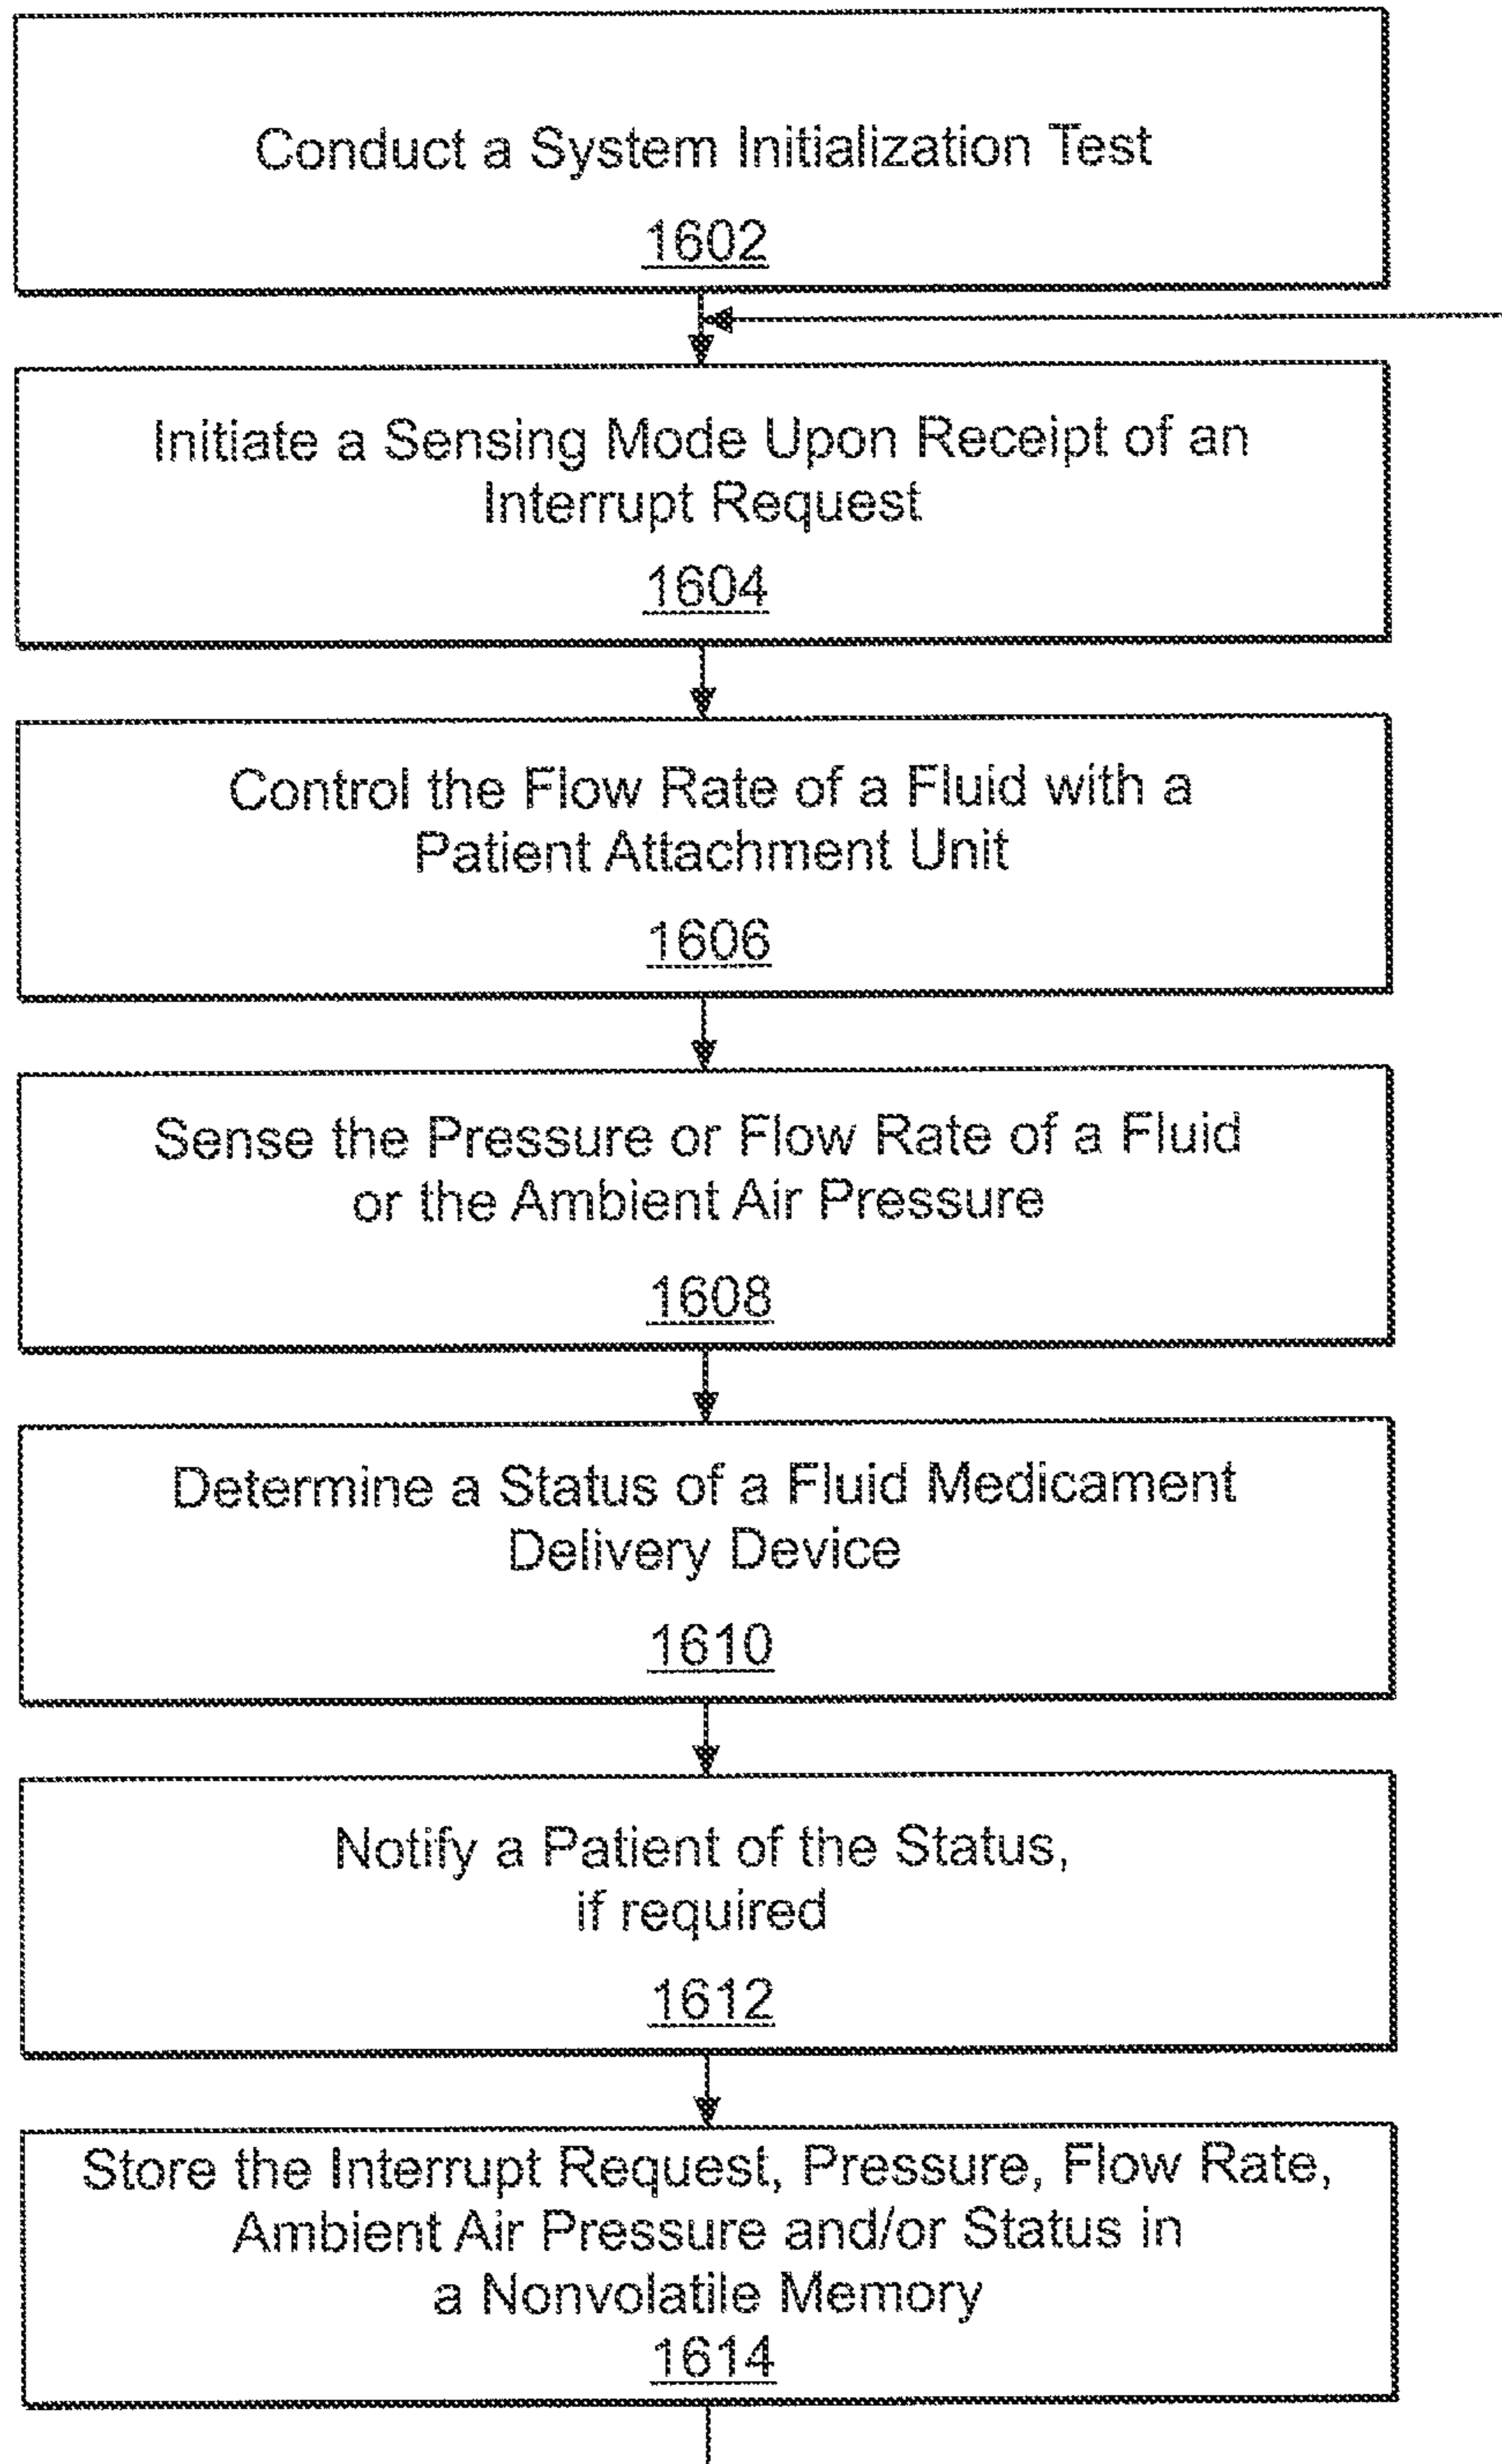 Conduct a System Initialization Test
1602
Initiate a Sensing Mode Upon Receipt of an
Interrupt Request
1604
Control the Flow Rate of a Fluid with a
Patient Attachment Unit
1606
Sense the Pressure or Flow Rate of a Fluid
or the Ambient Air Pressure
1608
Determine a Status of a Fluid Medicament
Delivery Device
1610
Notify a Patient of the Status,
if required
1612
Store the Interrupt Request, Pressure, Flow Rate,
Ambient Air Pressure and/or Status in
a Nonvolatile Memory
1614